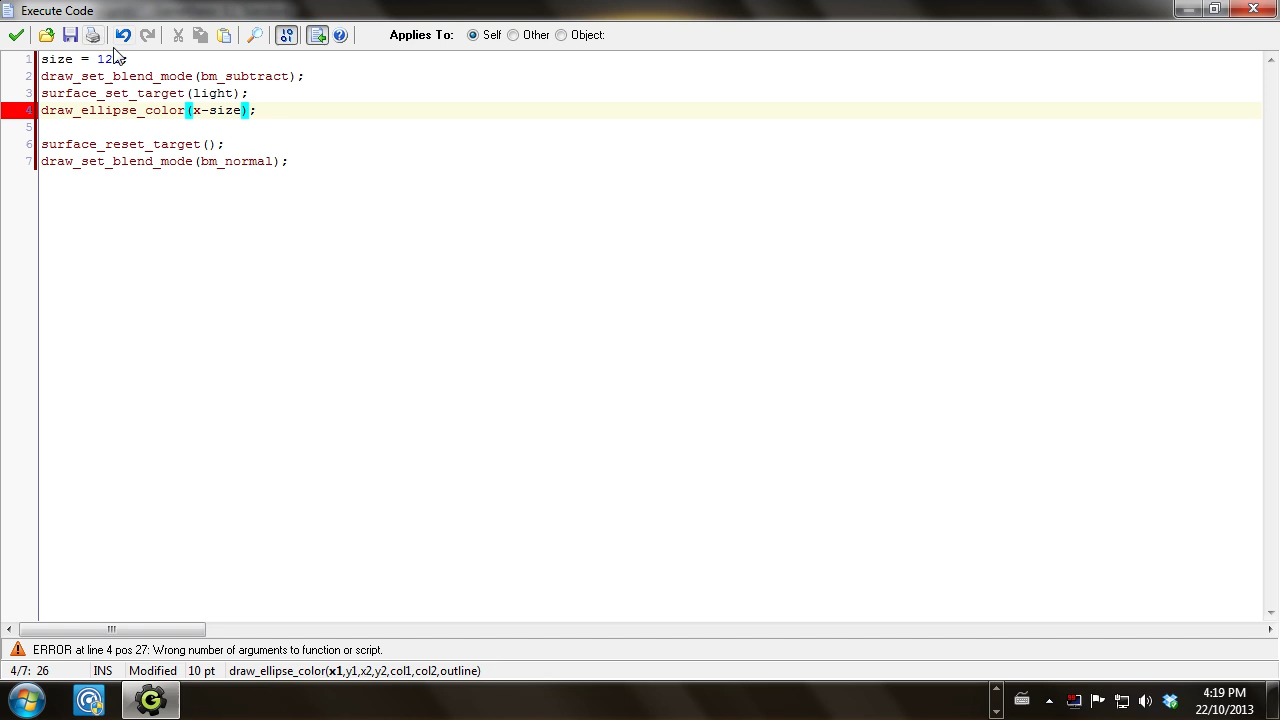 Execute Code
Applies To: Self Other Object:
1 size = 12
2 draw_set_blend_mode(bm_subtract);
3 surface_set_target(light);
4 draw_ellipse_color(x-size);
5
6 surface_reset_target();
7 draw_set_blend_mode(bm_normal);
ERROR at line 4 pos 27: Wrong number of arguments to function or script.
4/7: 26 INS Modified 10 pt draw_ellipse_color(x1,y1,x2,y2,col1,col2,outline)
4:19 PM
22/10/2013